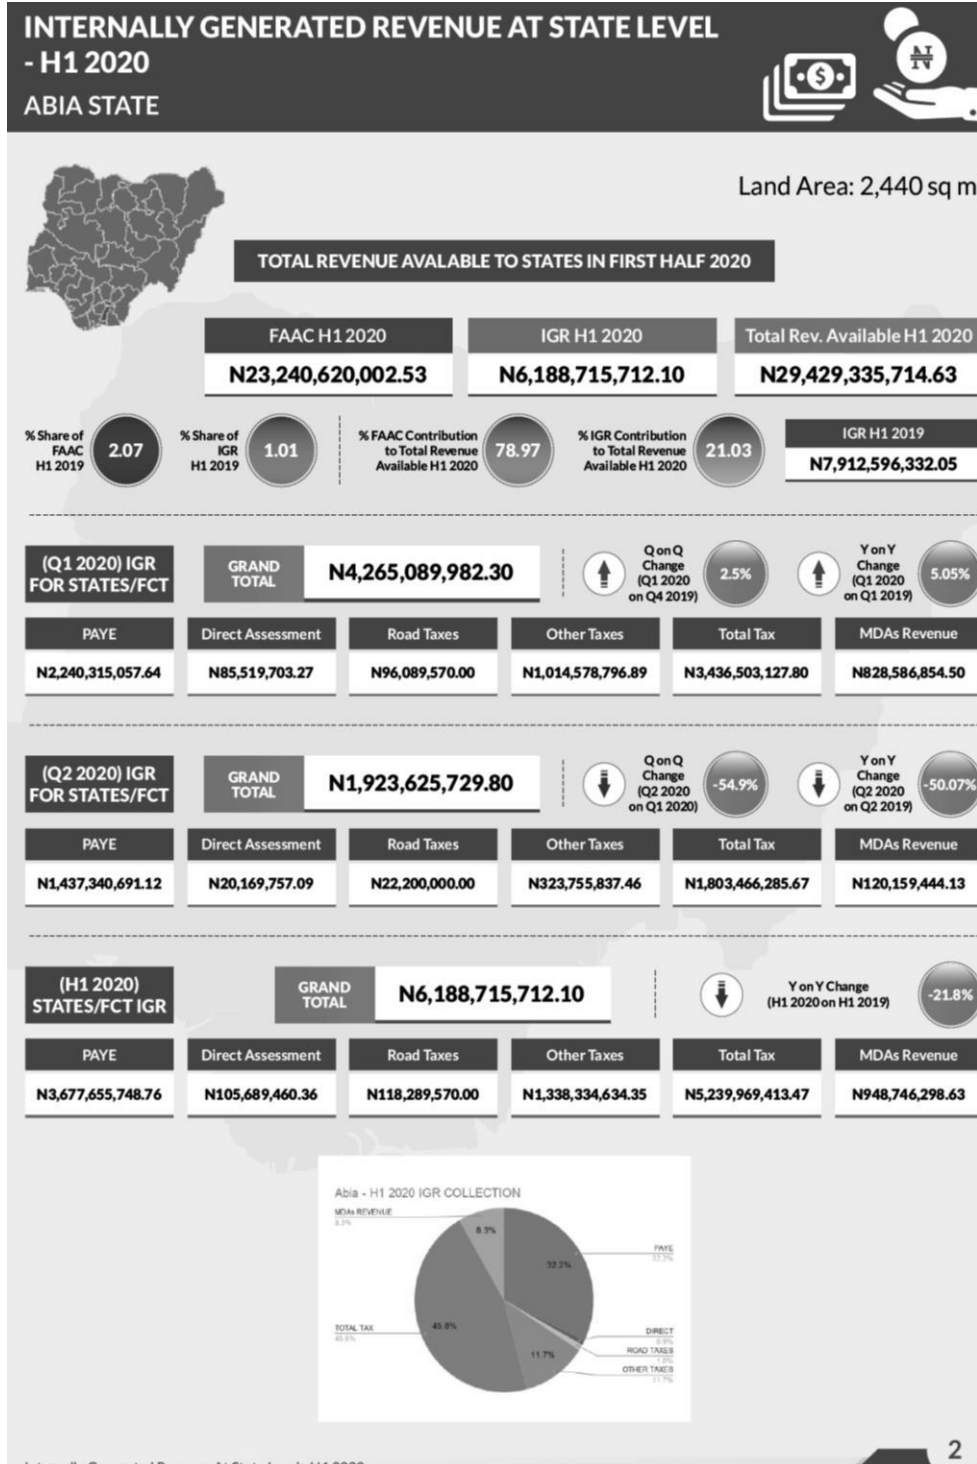 INTERNALLY GENERATED REVENUE AT STATE LEVEL
- H1 2020
ABIA STATE
Land Area: 2,440 sq m
TOTAL REVENUE AVALABLE TO STATES IN FIRST HALF 2020
FAAC H1 2020
N23,240,620,002.53
IGR H1 2020
N6,188,715,712.10
Total Rev. Available H1 2020
N29,429,335,714.63
% Share of
FAAC
H1 2019
2.07
% Share of
IGR
H1 2019
1.01
% FAAC Contribution
to Total Revenue
Available H1 2020
78.97
% IGR Contribution
to Total Revenue
Available H1 2020
21.03
IGR H1 2019
N7,912,596,332.05
(Q1 2020) IGR
FOR STATES/FCT
GRAND
TOTAL
N4,265,089,982.30
Q on Q
Change
(Q1 2020
on Q4 2019)
2.5%
Y on Y
Change
(Q1 2020
on Q1 2019)
5.05%
PAYE
Direct Assessment
Road Taxes
Other Taxes
Total Tax
MDAs Revenue
N2,240,315,057.64
N85,519,703.27
N96,089,570.00
N1,014,578,796.89
N3,436,503,127.80
N828,586,854.50
(Q2 2020) IGR
FOR STATES/FCT
GRAND
TOTAL
N1,923,625,729.80
Q on Q
Change
(Q2 2020
on Q1 2020)
-54.9%
Y on Y
Change
(Q2 2020
on Q2 2019)
-50.07%
PAYE
Direct Assessment
Road Taxes
Other Taxes
Total Tax
MDAs Revenue
N1,437,340,691.12
N20,169,757.09
N22,200,000.00
N323,755,837.46
N1,803,466,285.67
N120,159,444.13
(H1 2020)
STATES/FCT IGR
GRAND
TOTAL
N6,188,715,712.10
Y on Y Change
(H1 2020 on H1 2019)
-21.8%
PAYE
Direct Assessment
Road Taxes
Other Taxes
Total Tax
MDAs Revenue
N3,677,655,748.76
N105,689,460.36
N118,289,570.00
N1,338,334,634.35
N5,239,969,413.47
N948,746,298.63
Abia - H1 2020 IGR COLLECTION
MDAs REVENUE
8.3%
8.3%
PAYE
32.2%
32.2%
TOTAL TAX
45.8%
45.8%
DIRECT
0.9%
ROAD TAXES
1.0%
OTHER TAXES
11.7%
11.7%
2